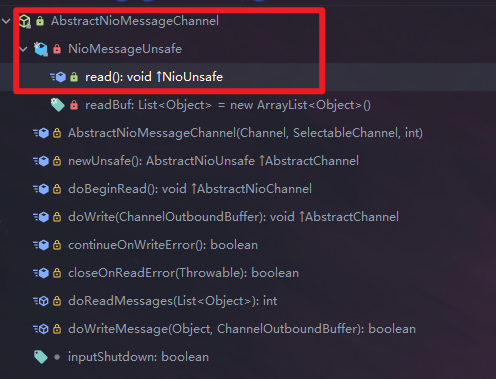 AbstractNioMessageChannel
NioMessageUnsafe
read(): void ↑NioUnsafe
readBuf: List<Object> = new ArrayList<Object>()
AbstractNioMessageChannel(Channel, SelectableChannel, int)
newUnsafe(): AbstractNioUnsafe ↑AbstractChannel
doBeginRead(): void ↑AbstractNioChannel
doWrite(ChannelOutboundBuffer): void ↑AbstractChannel
continueOnWriteError(): boolean
closeOnReadError(Throwable): boolean
doReadMessages(List<Object>): int
doWriteMessage(Object, ChannelOutboundBuffer): boolean
inputShutdown: boolean